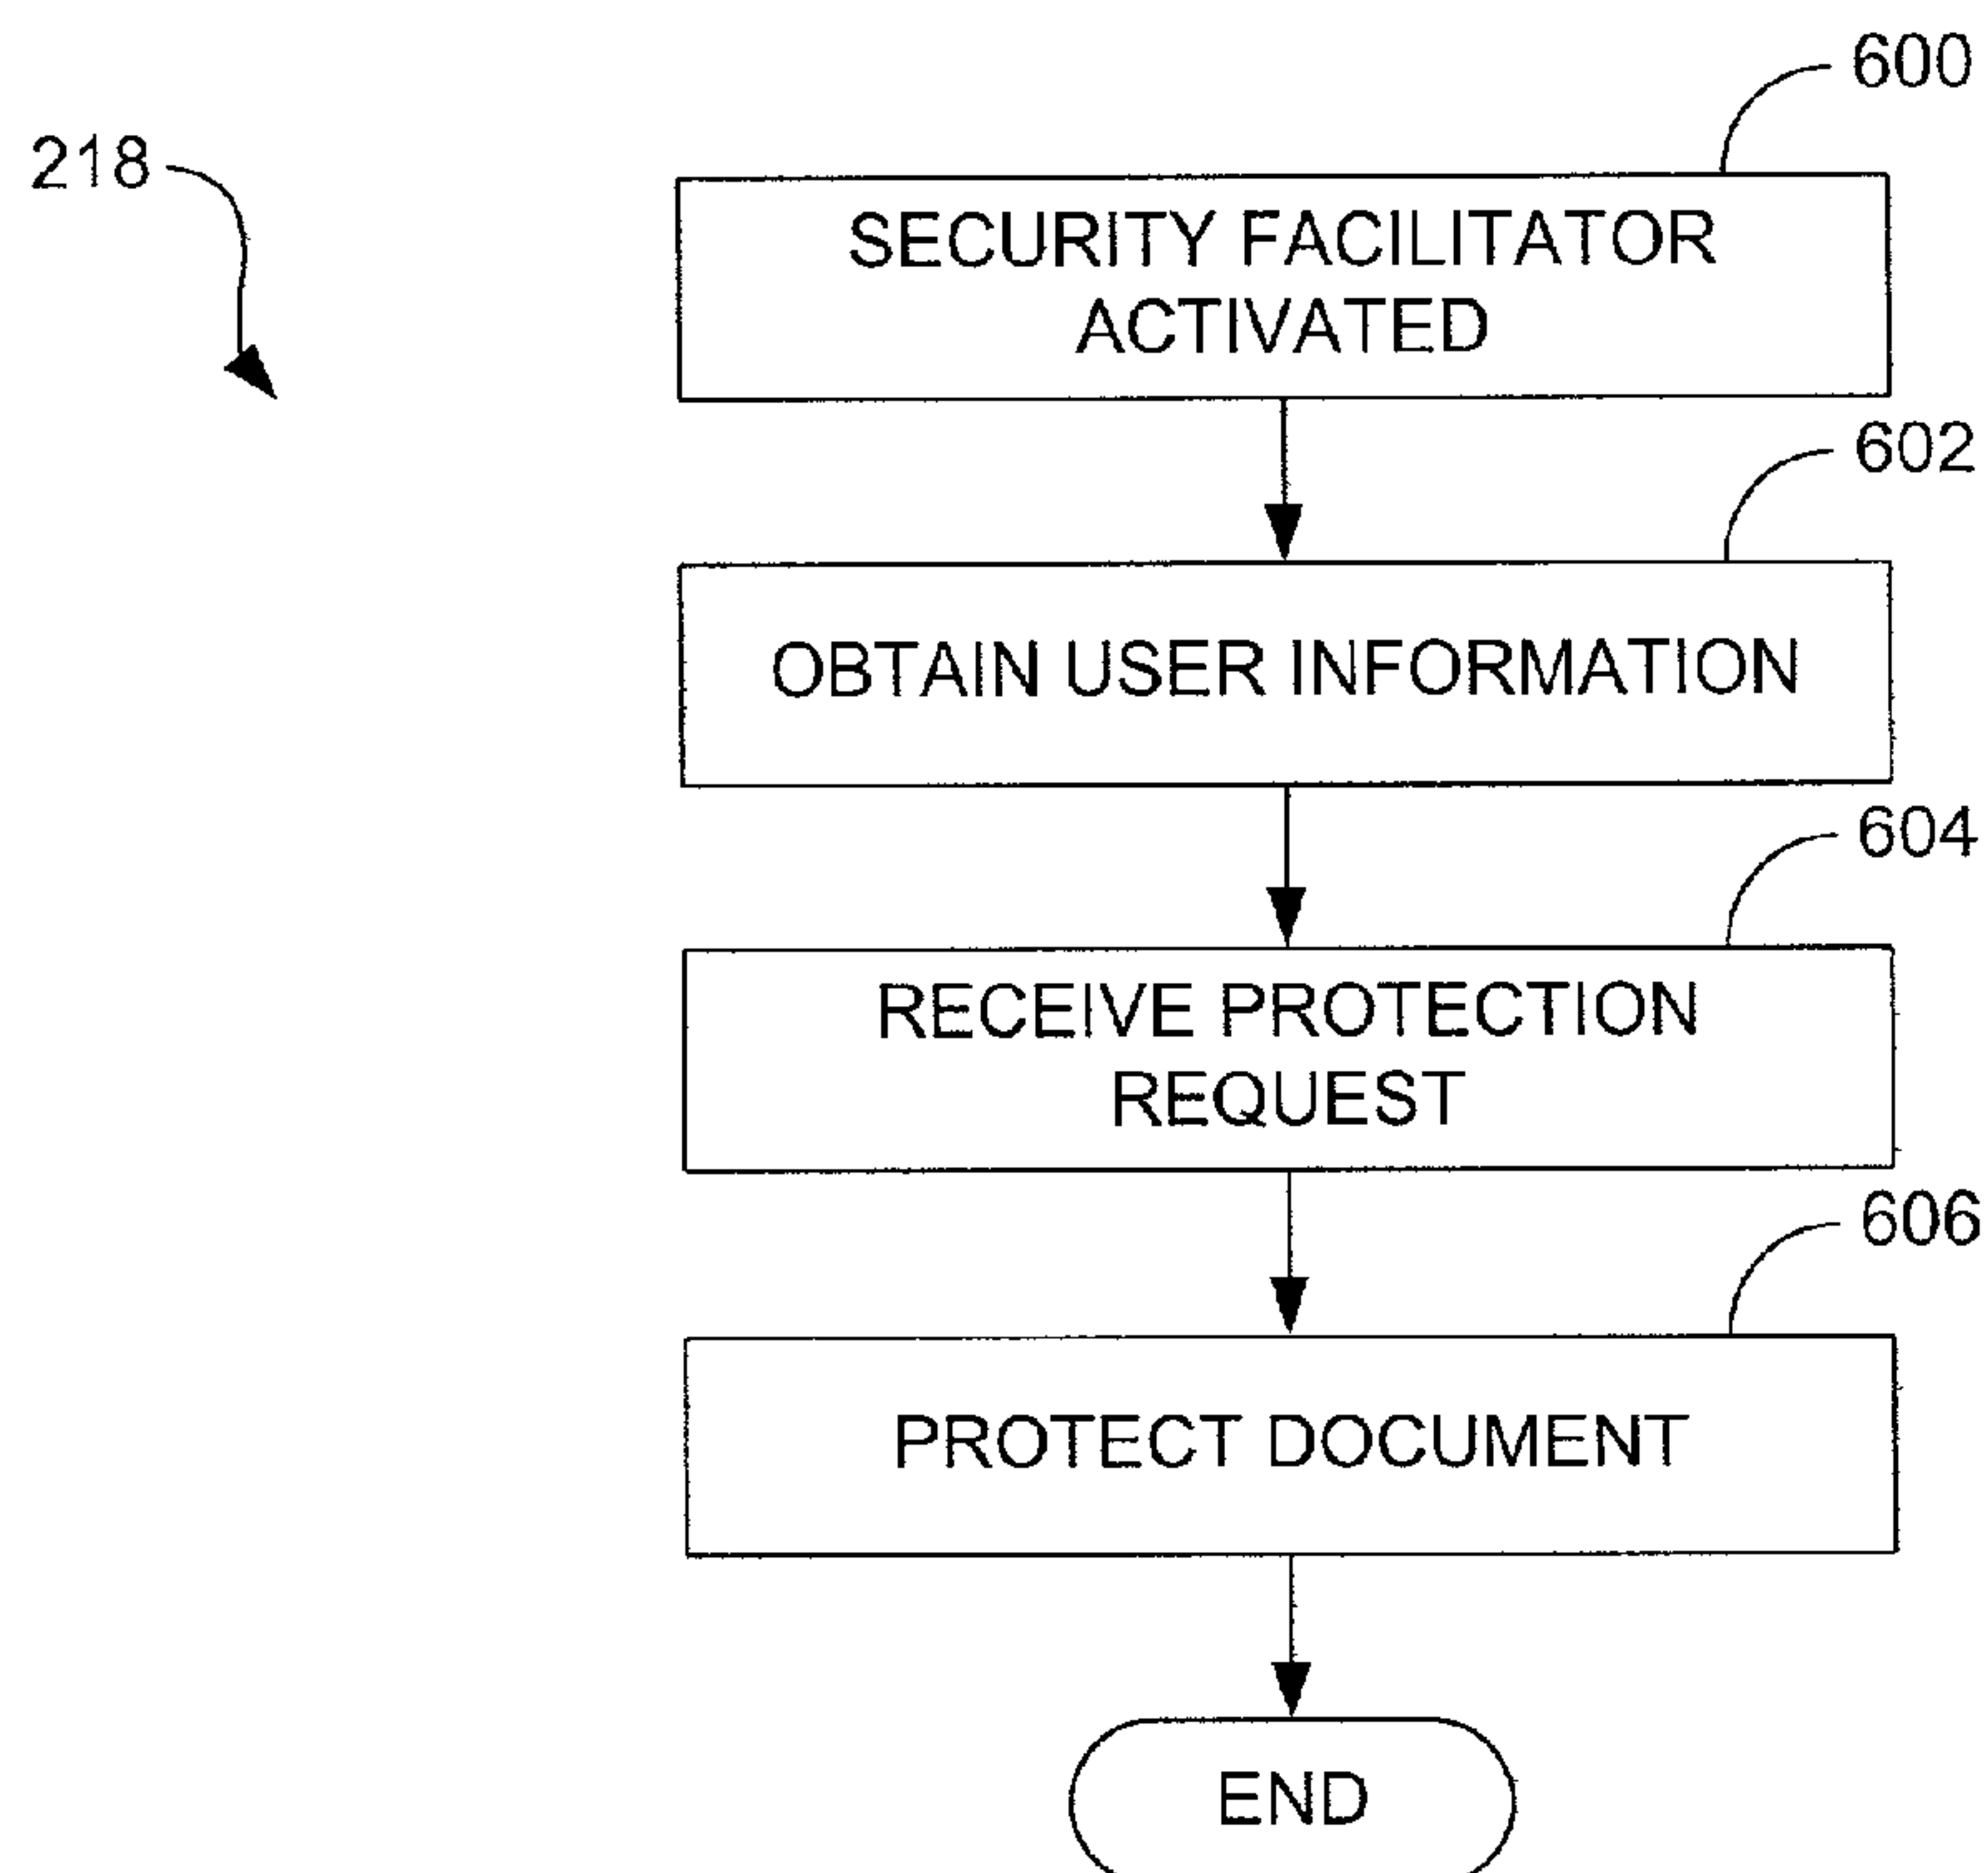 600
218
SECURITY FACILITATOR
ACTIVATED
602
OBTAIN USER INFORMATION
604
RECEIVE PROTECTION
REQUEST
606
PROTECT DOCUMENT
END